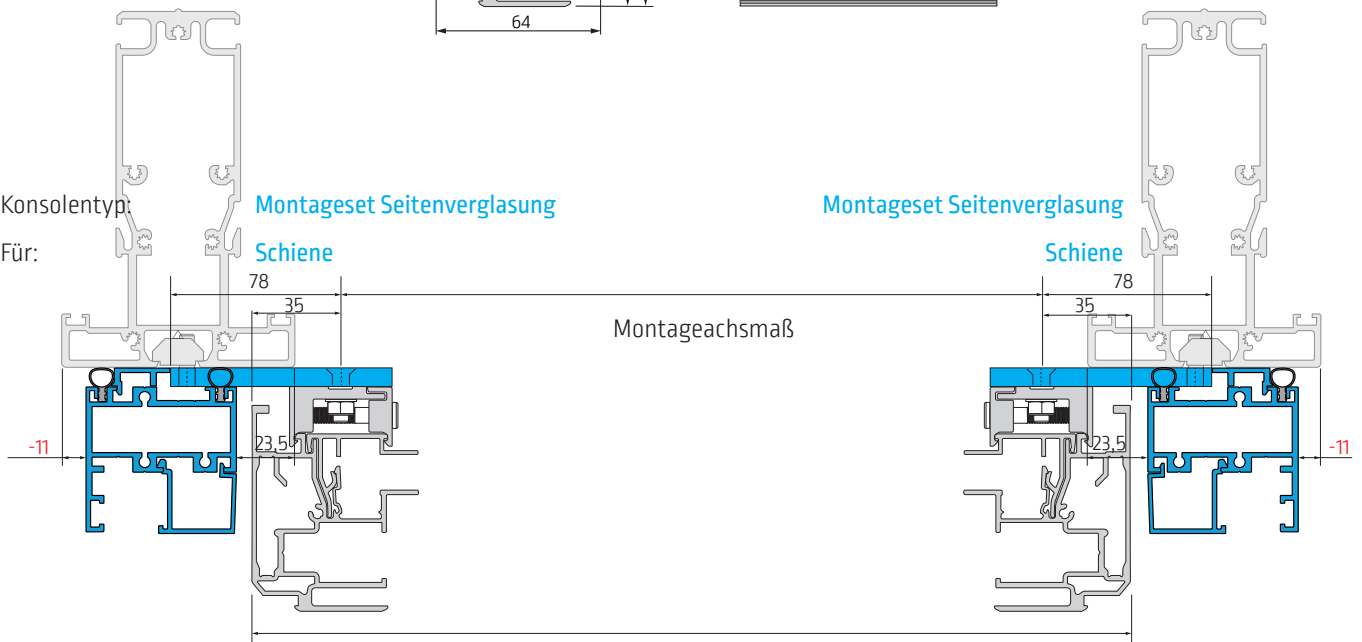 64
Konsolentyp: Montageset Seitenverglasung Montageset Seitenverglasung
Für: Schiene Schiene
78 78
35 35
Montageachsmaß
-11 23,5 23,5 -11